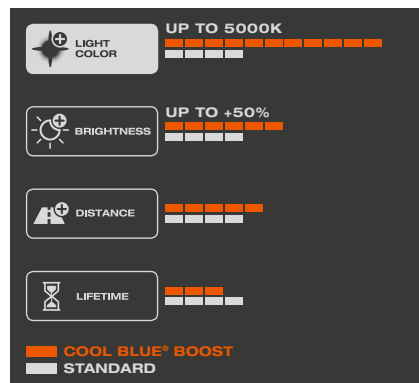 UP TO 5000K
LIGHT
COLOR
UP TO +50%
BRIGHTNESS
DISTANCE
LIFETIME
COOL BLUE® BOOST
STANDARD